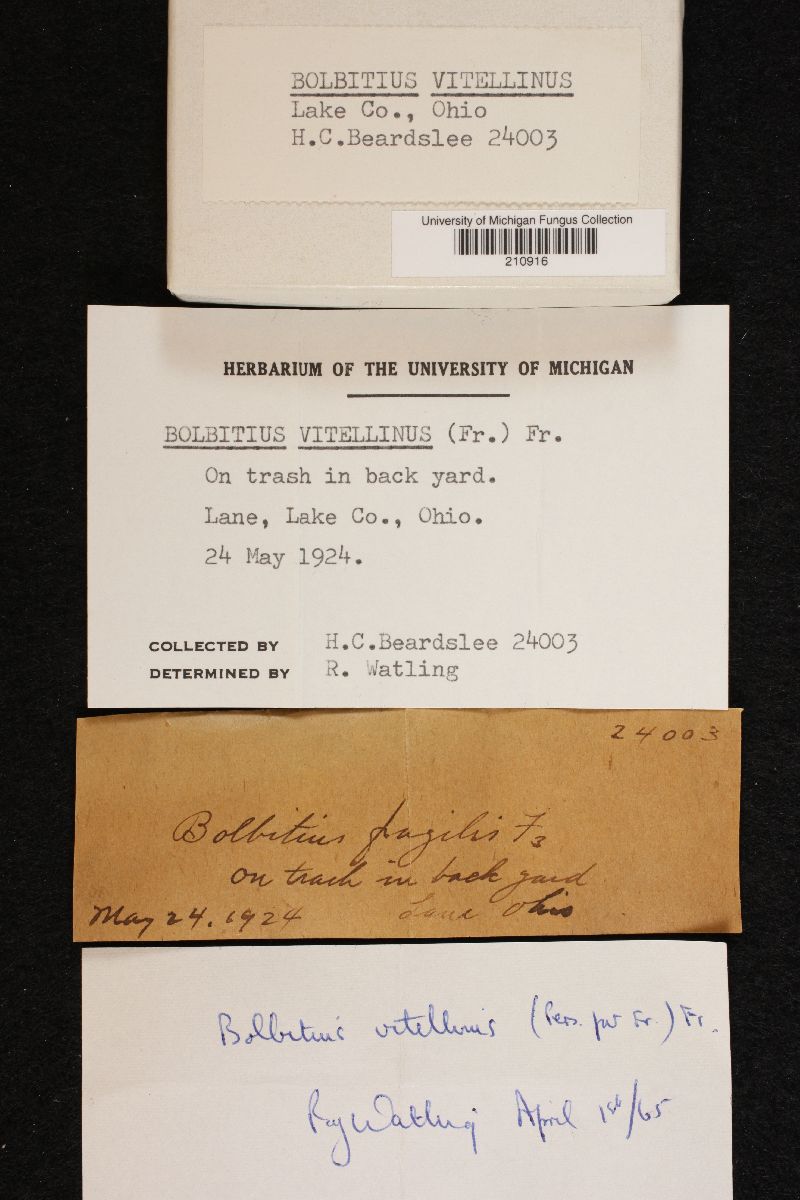 BOLBITIUS VITELLINUS
Lake Co., Ohio
H.C.Beardslee 24003
University of Michigan Fungus Collection
210916
HERBARIUM OF THE UNIVERSITY OF MICHIGAN
BOLBITIUS VITELLINUS (Fr.) Fr.
On trash in back yard.
Lane, Lake Co., Ohio.
24 May 1924.
COLLECTED BY H.C.Beardslee 24003
DETERMINED BY R. Watling
24003
Bolbitius fragilis Fr
on trash in back yard
May 24. 1924 Lane Ohio
Bolbitius vitellinus (Pers. per Fr.) Fr.
Roy Watling April 1st/65